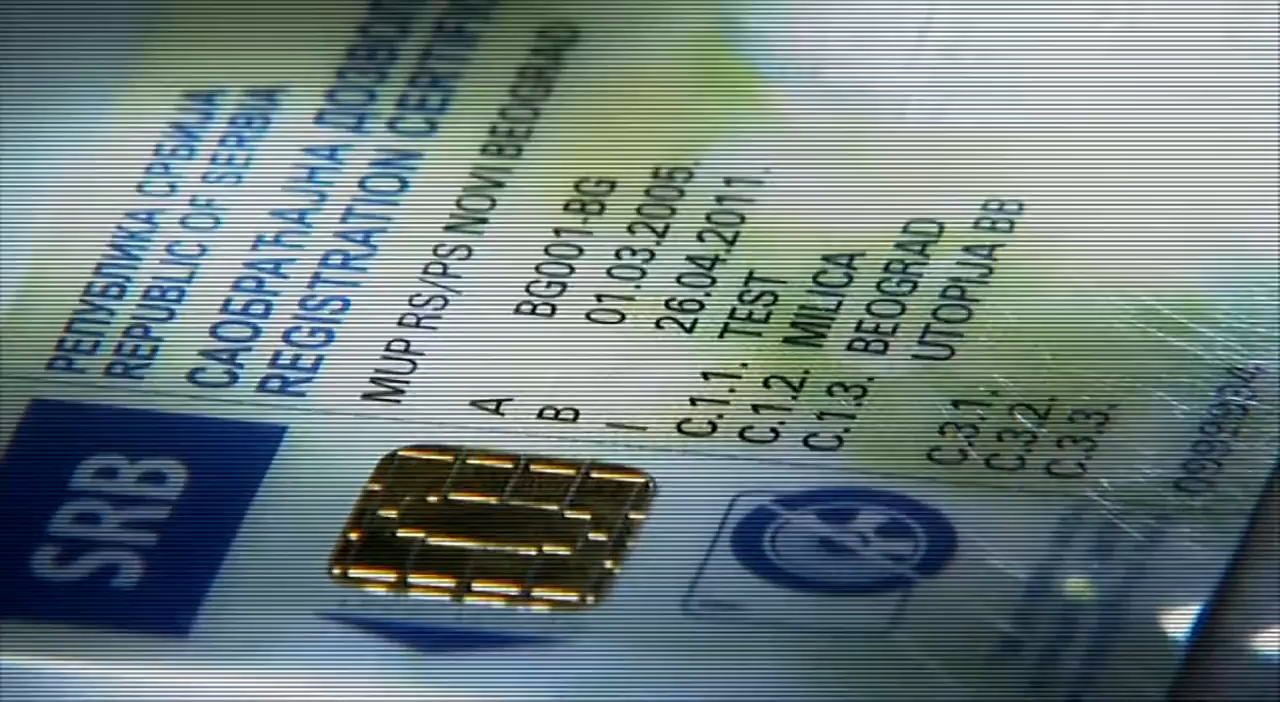 РЕПУБЛИКА СРБИЈА
REPUBLIC OF SERBIA
САОБРАЋАЈНА
REGISTRATION
MUP RS/PS NOVI BEOGRAD
A BG001-BG
B 01.03.2005.
I 26.04.2011.
C.1.1. TEST
C.1.2. MILICA
C.1.3. BEOGRAD
UTOPIJA BB
C.3.1.
C.3.2.
C.3.3.
SRB